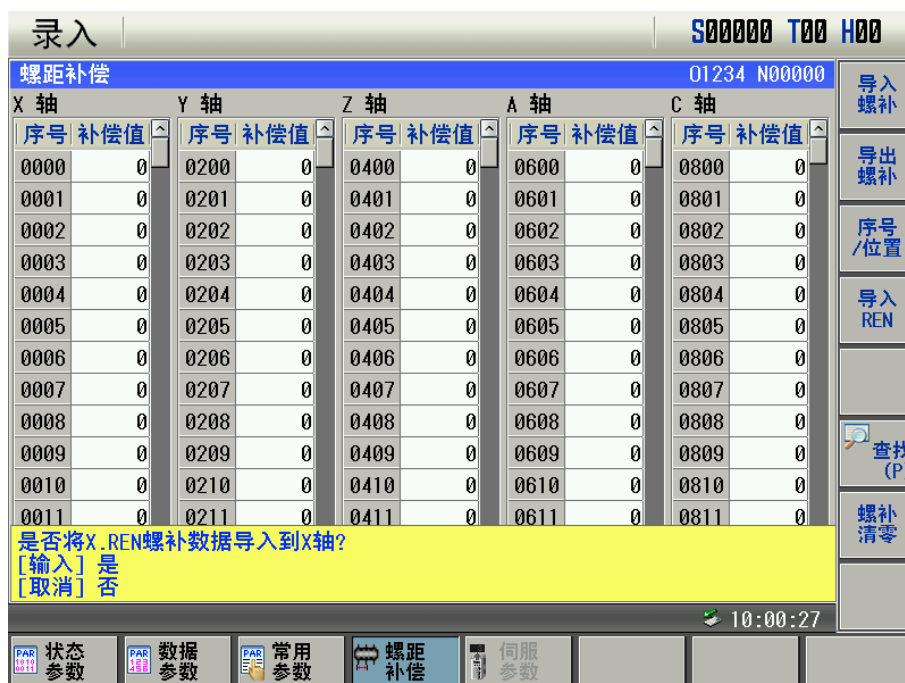 录入 S00000 T00 H00
螺距补偿 O1234 N00000
X 轴 Y 轴 Z 轴 A 轴 C 轴
序号 补偿值 序号 补偿值 序号 补偿值 序号 补偿值 序号 补偿值
0000 0 0200 0 0400 0 0600 0 0800 0
0001 0 0201 0 0401 0 0601 0 0801 0
0002 0 0202 0 0402 0 0602 0 0802 0
0003 0 0203 0 0403 0 0603 0 0803 0
0004 0 0204 0 0404 0 0604 0 0804 0
0005 0 0205 0 0405 0 0605 0 0805 0
0006 0 0206 0 0406 0 0606 0 0806 0
0007 0 0207 0 0407 0 0607 0 0807 0
0008 0 0208 0 0408 0 0608 0 0808 0
0009 0 0209 0 0409 0 0609 0 0809 0
0010 0 0210 0 0410 0 0610 0 0810 0
0011 0 0211 0 0411 0 0611 0 0811 0
是否将X.REN螺补数据导入到X轴?
[输入] 是
[取消] 否
10:00:27
导入
螺补
导出
螺补
序号
/位置
导入
REN
查找
(P
螺补
清零
PAR 状态
参数
PAR 数据
参数
PAR 常用
参数
螺距
补偿
伺服
参数